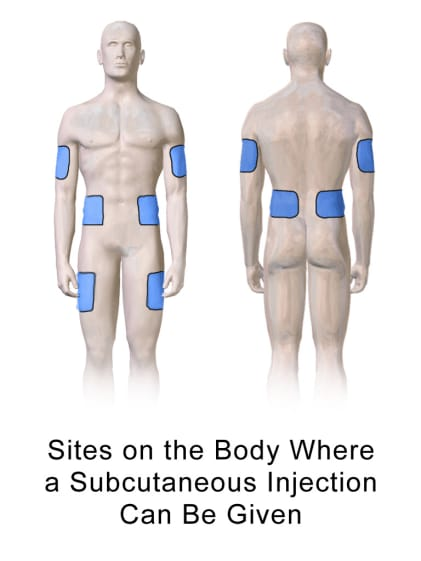 Sites on the Body Where
a Subcutaneous Injection
Can Be Given